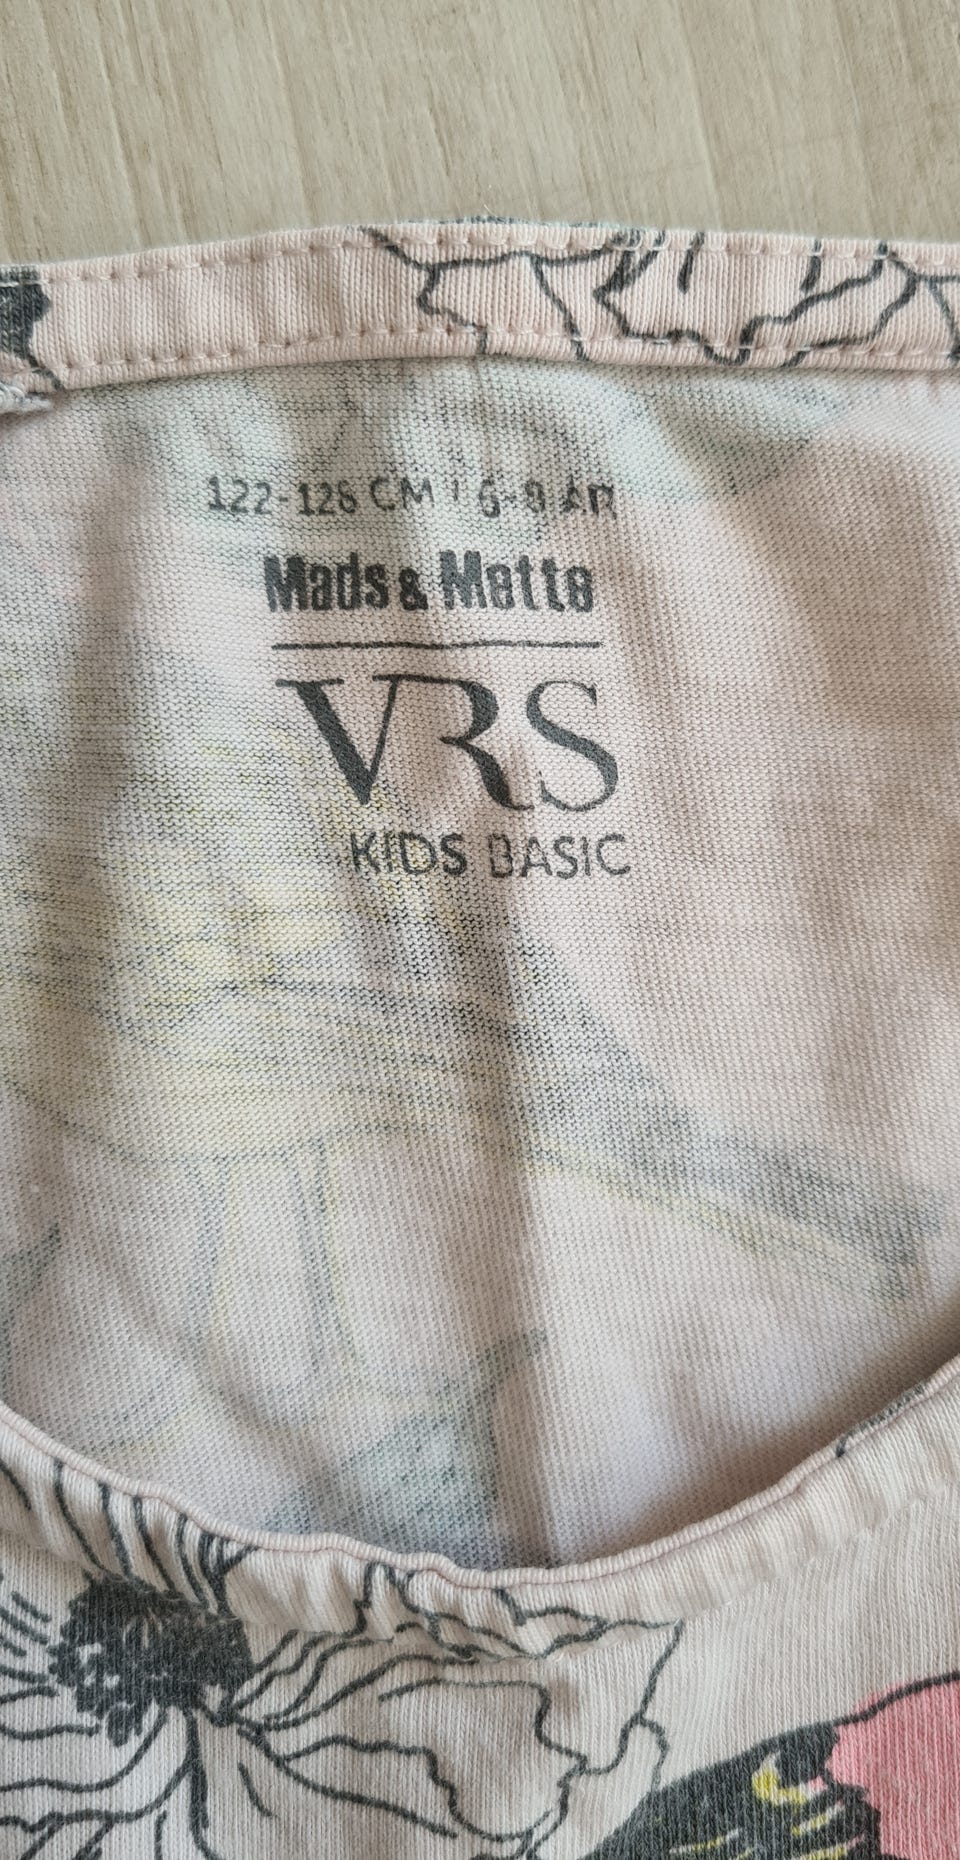 122-128 CM | 6-8 ÅR
Mads & Mette
VRS
KIDS BASIC